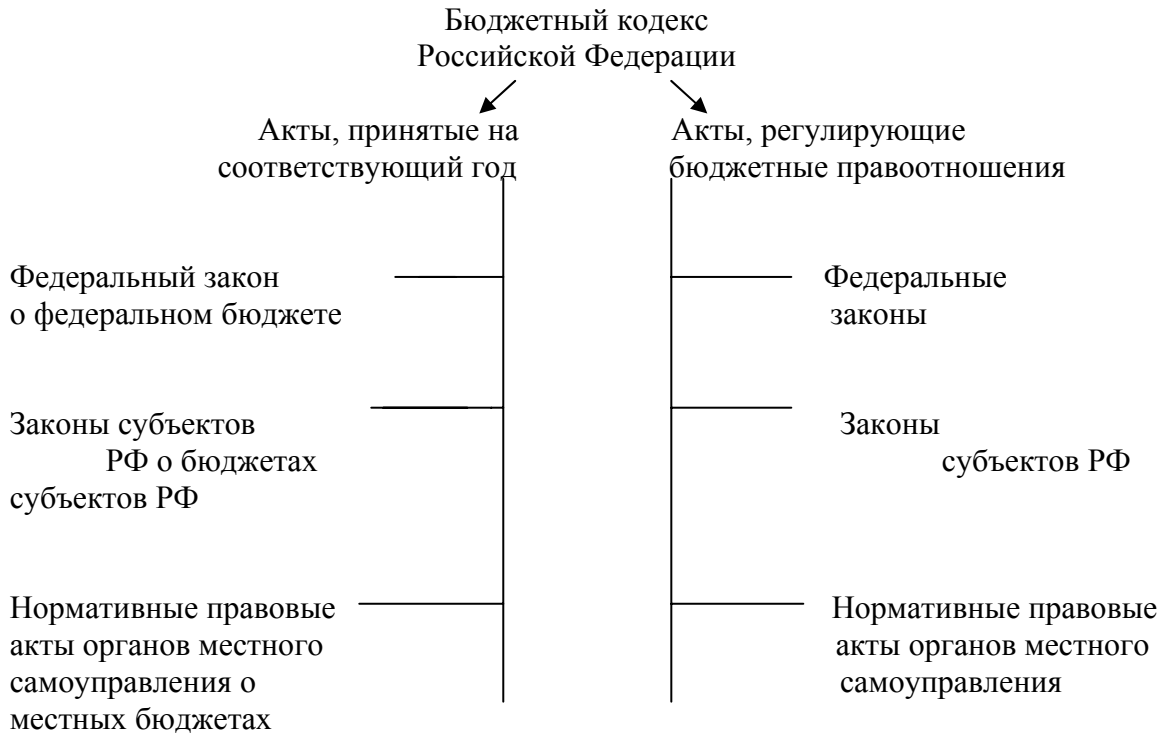 Бюджетный кодекс
Российской Федерации
Акты, принятые на
соответствующий год
Акты, регулирующие
бюджетные правоотношения
Федеральный закон
о федеральном бюджете
Федеральные
законы
Законы субъектов
РФ о бюджетах
субъектов РФ
Законы
субъектов РФ
Нормативные правовые
акты органов местного
самоуправления о
местных бюджетах
Нормативные правовые
акты органов местного
самоуправления